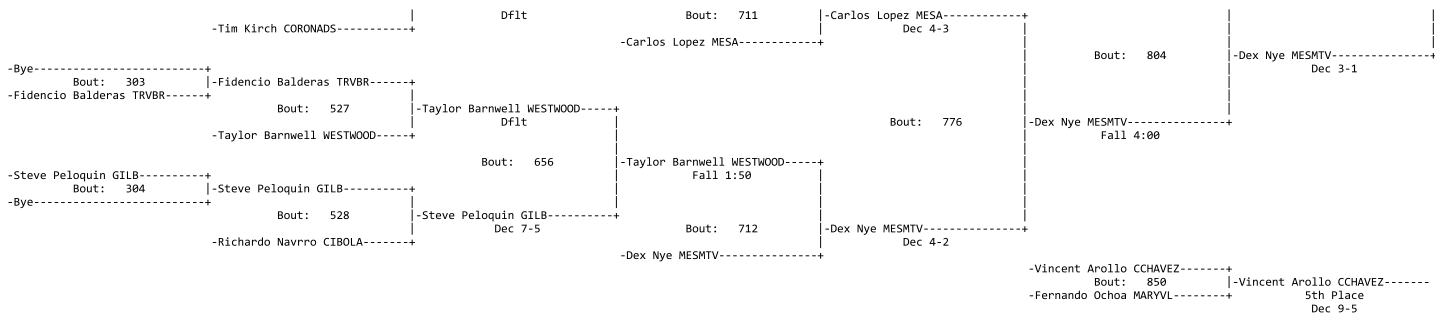 Dflt Bout: 711 -Carlos Lopez MESA
-Tim Kirch CORONADS Dec 4-3
-Carlos Lopez MESA
Bout: 804 -Dex Nye MESMTV
-Bye Dec 3-1
Bout: 303 -Fidencio Balderas TRVBR
-Fidencio Balderas TRVBR
Bout: 527 -Taylor Barnwell WESTWOOD
Dflt Bout: 776 -Dex Nye MESMTV
-Taylor Barnwell WESTWOOD Fall 4:00
Bout: 656 -Taylor Barnwell WESTWOOD
-Steve Peloquin GILB Fall 1:50
Bout: 304 -Steve Peloquin GILB
-Bye
Bout: 528 -Steve Peloquin GILB
Dec 7-5 Bout: 712 -Dex Nye MESMTV
-Richardo Navrro CIBOLA Dec 4-2
-Dex Nye MESMTV
-Vincent Arollo CCHAVEZ
Bout: 850 -Vincent Arollo CCHAVEZ
-Fernando Ochoa MARYVL 5th Place
Dec 9-5